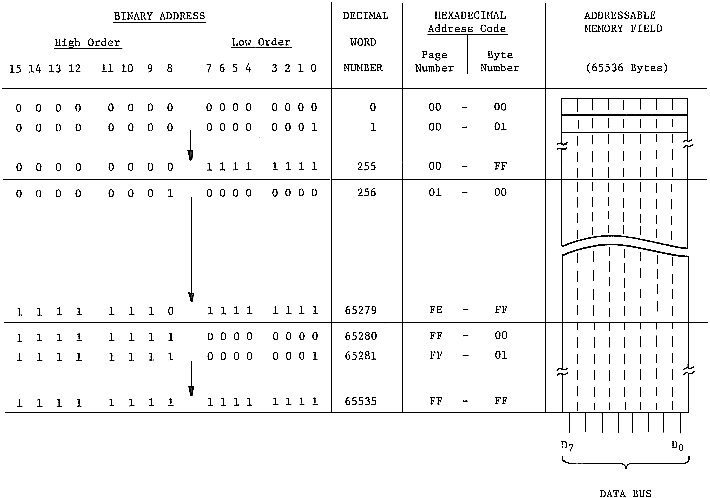 BINARY ADDRESS DECIMAL HEXADECIMAL ADDRESSABLE
Address Code MEMORY FIELD
High Order Low Order WORD
Page Byte
15 14 13 12 11 10 9 8 7 6 5 4 3 2 1 0 NUMBER Number Number (65536 Bytes)
0 0 0 0 0 0 0 0 0 0 0 0 0 0 0 0 0 00 - 00
0 0 0 0 0 0 0 0 0 0 0 0 0 0 0 1 1 00 - 01
0 0 0 0 0 0 0 0 1 1 1 1 1 1 1 1 255 00 - FF
0 0 0 0 0 0 0 1 0 0 0 0 0 0 0 0 256 01 - 00
1 1 1 1 1 1 1 0 1 1 1 1 1 1 1 1 65279 FE - FF
1 1 1 1 1 1 1 1 0 0 0 0 0 0 0 0 65280 FF - 00
1 1 1 1 1 1 1 1 0 0 0 0 0 0 0 1 65281 FF - 01
1 1 1 1 1 1 1 1 1 1 1 1 1 1 1 1 65535 FF - FF
D7 D0
DATA BUS